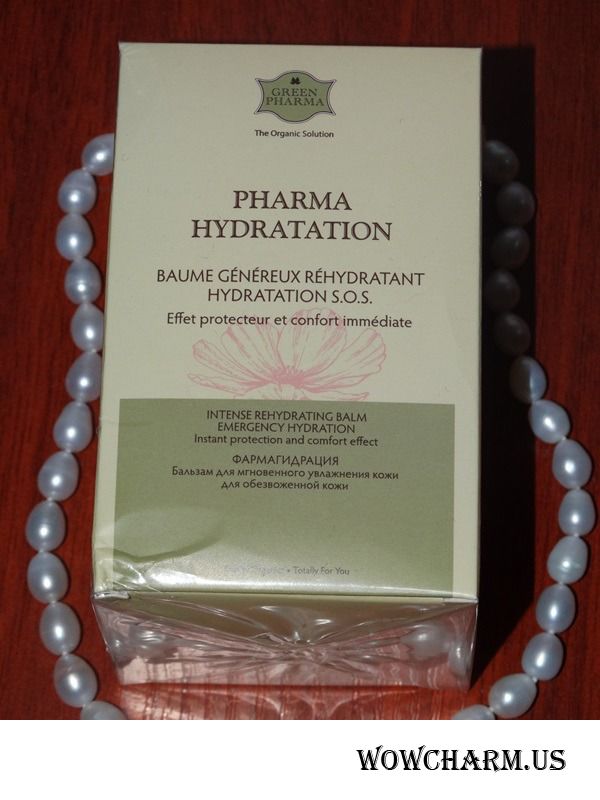 GREEN
PHARMA
The Organic Solution
PHARMA
HYDRATATION
BAUME GÉNÉREUX RÉHYDRATANT
HYDRATATION S.O.S.
Effet protecteur et confort immédiate
INTENSE REHYDRATING BALM
EMERGENCY HYDRATION
Instant protection and comfort effect
ФАРМАГИДРАЦИЯ
Бальзам для мгновенного увлажнения кожи
для обезвоженной кожи
• Totally For You
WOWCHARM.US